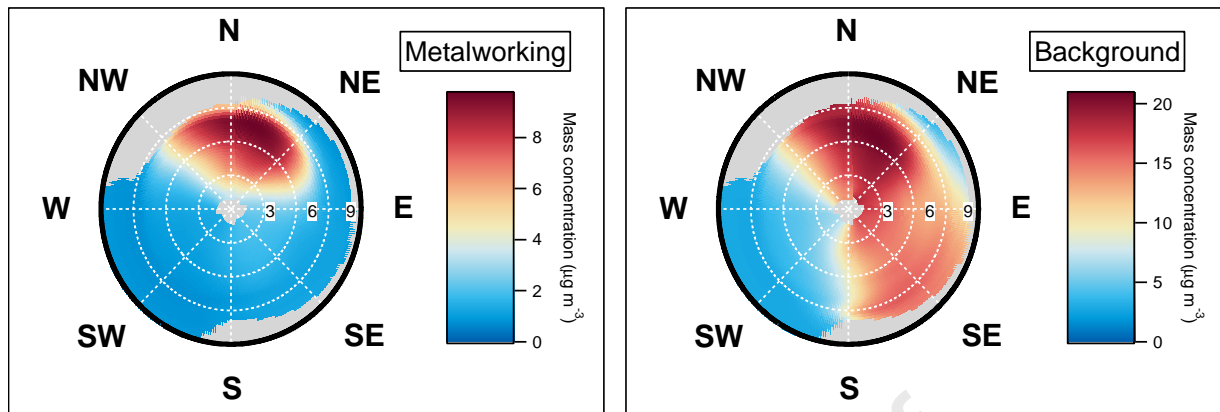 N
Metalworking
NW
NE
8
6
4
2
0
Mass concentration (µg m⁻³)
W
3
6
9
E
SW
SE
S
N
Background
NW
NE
20
15
10
5
0
Mass concentration (µg m⁻³)
W
3
6
9
E
SW
SE
S